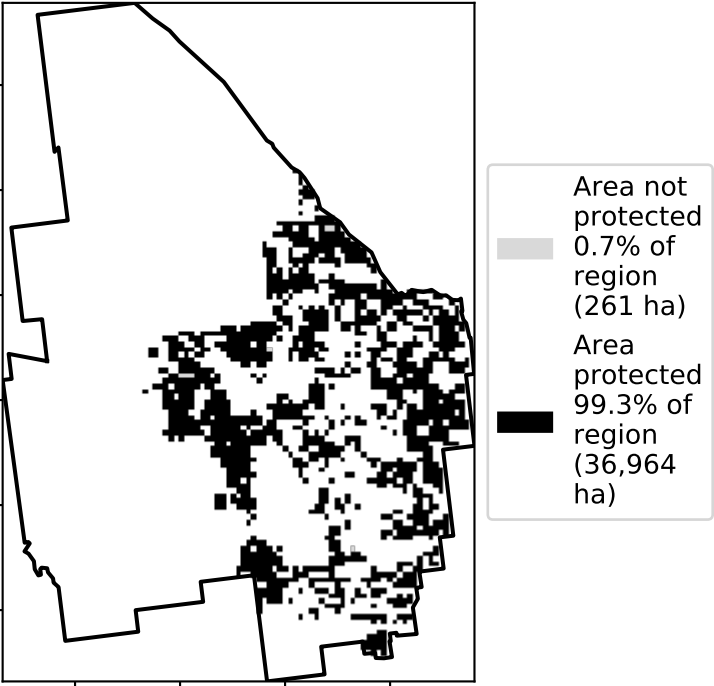 Area not
protected
0.7% of
region
(261 ha)
Area
protected
99.3% of
region
(36,964
ha)